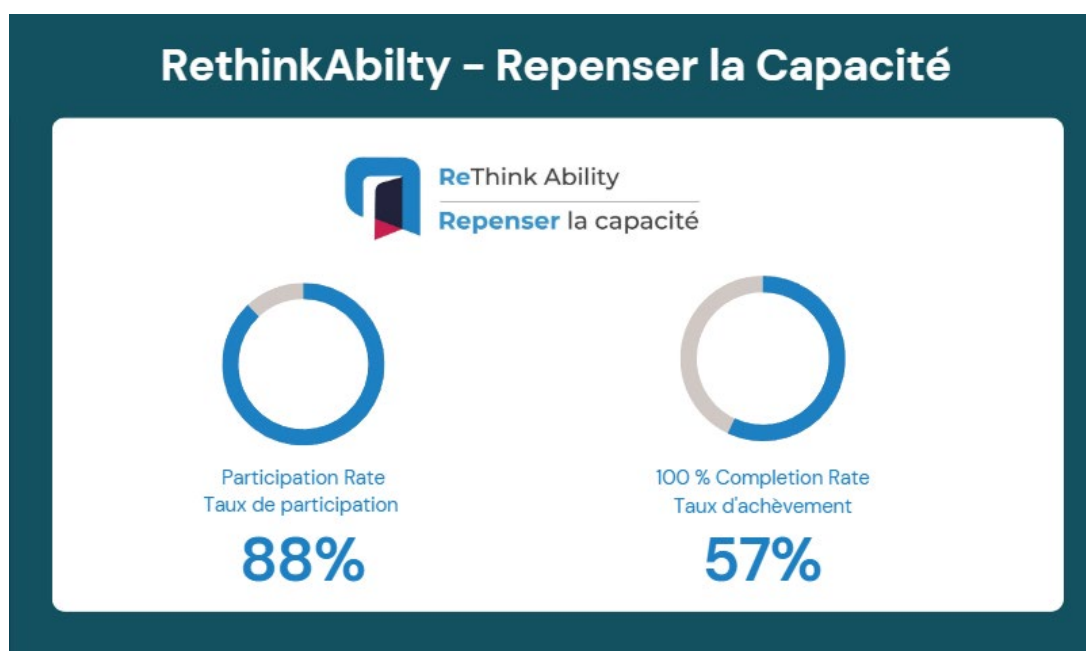 RethinkAbilty – Repenser la Capacité
ReThink Ability
Repenser la capacité
Participation Rate
Taux de participation
88%
100 % Completion Rate
Taux d'achèvement
57%